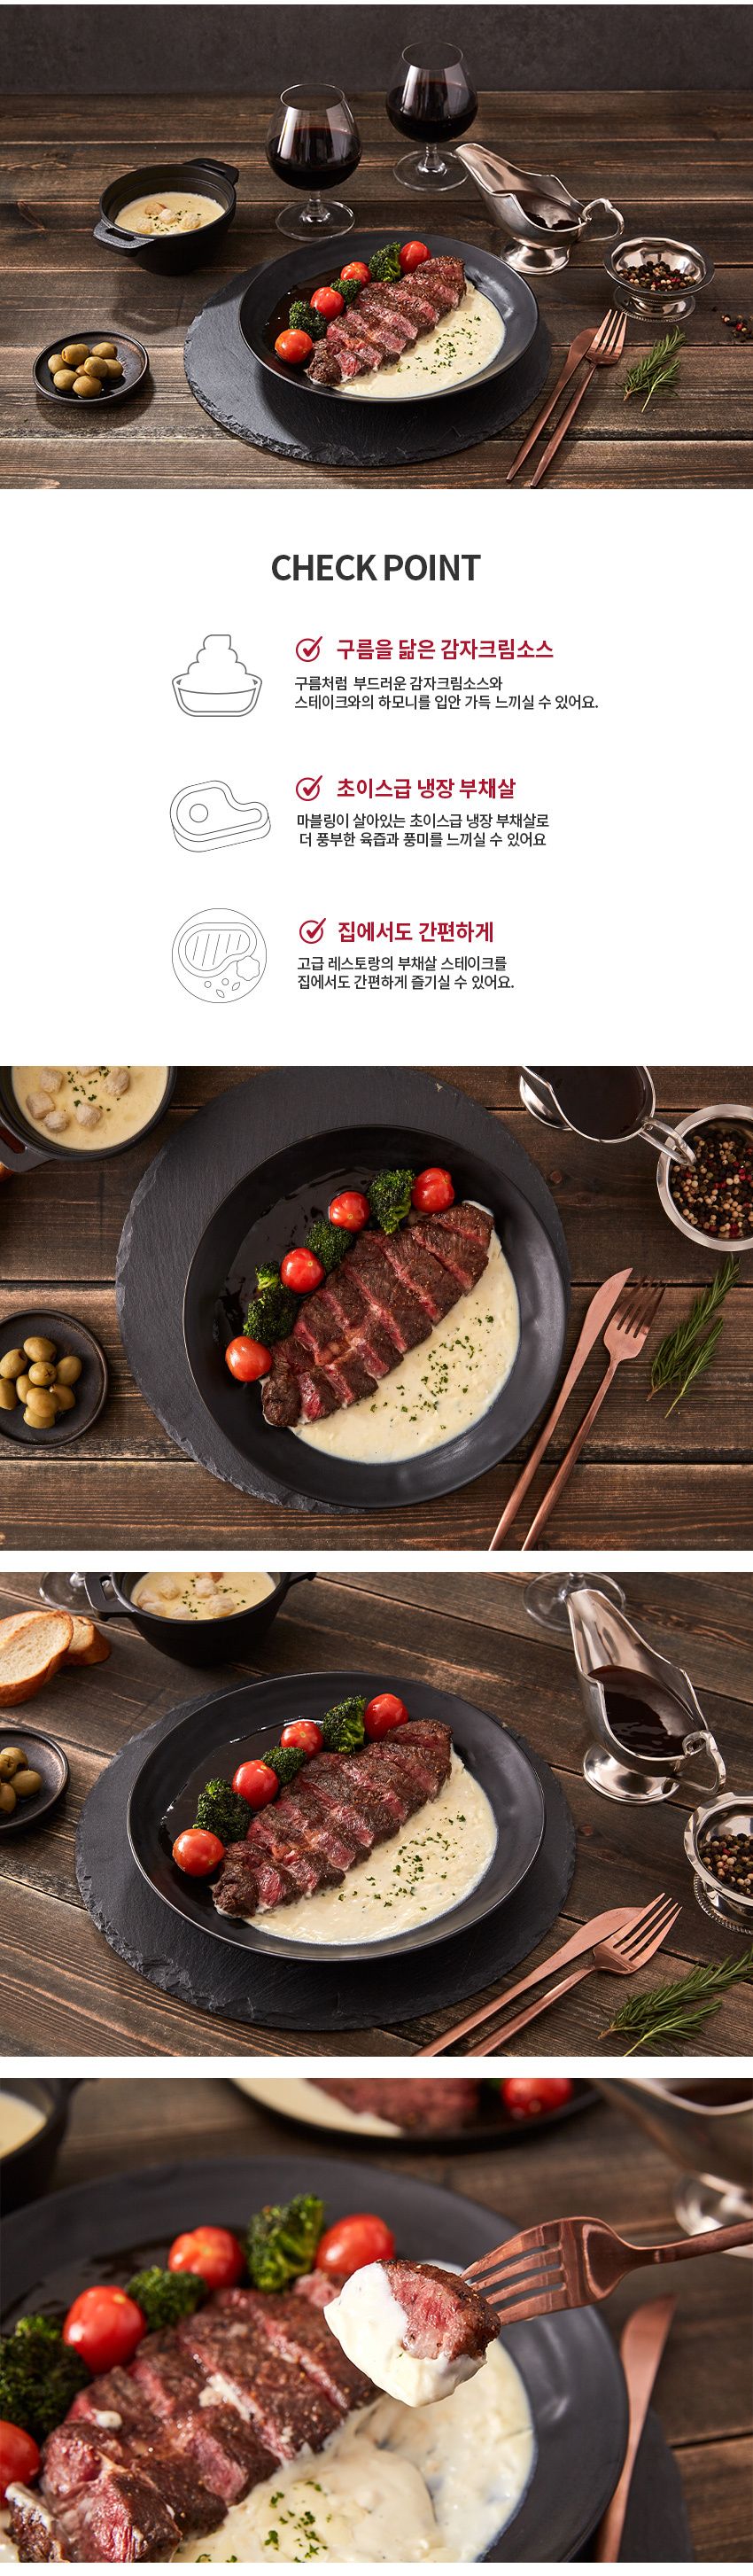 CHECK POINT
구름을 닮은 감자크림소스
구름처럼 부드러운 감자크림소스와
스테이크와의 하모니를 입안 가득 느끼실 수 있어요.
초이스급 냉장 부채살
마블링이 살아있는 초이스급 냉장 부채살로
더 풍부한 육즙과 풍미를 느끼실 수 있어요
집에서도 간편하게
고급 레스토랑의 부채살 스테이크를
집에서도 간편하게 즐기실 수 있어요.